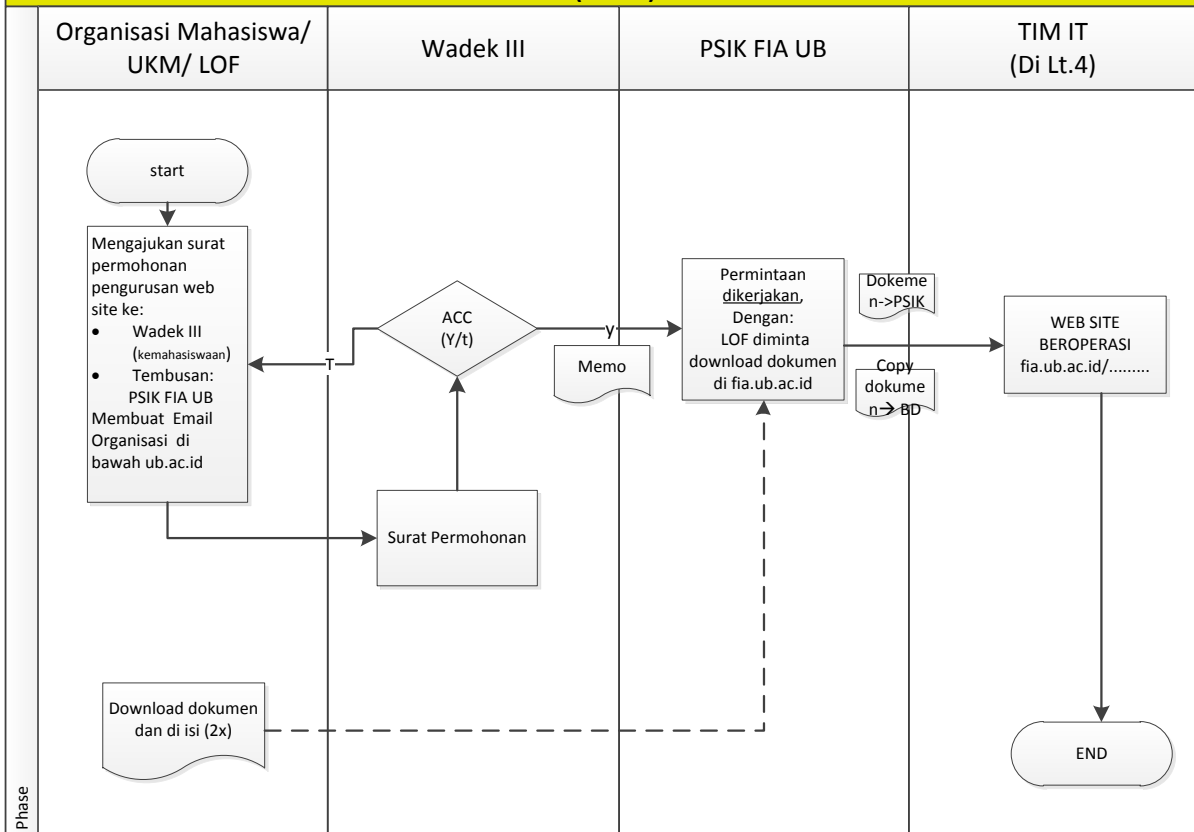 Organisasi Mahasiswa/
UKM/ LOF
Wadek III
PSIK FIA UB
TIM IT
(Di Lt.4)
start
Mengajukan surat
permohonan
pengurusan web
site ke:
• Wadek III
(kemahasiswaan)
• Tembusan:
PSIK FIA UB
Membuat Email
Organisasi di
bawah ub.ac.id
ACC
(Y/t)
T
y
Memo
Surat Permohonan
Permintaan
dikerjakan,
Dengan:
LOF diminta
download dokumen
di fia.ub.ac.id
Dokeme
n->PSIK
Copy
dokume
n→ BD
WEB SITE
BEROPERASI
fia.ub.ac.id/.........
Download dokumen
dan di isi (2x)
END
Phase